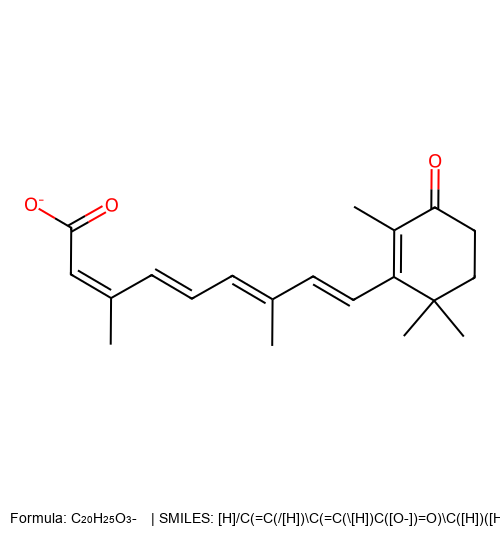 O
O⁻
O
Formula: C₂₀H₂₅O₃- | SMILES: [H]/C(=C(/[H])\C(=C(\[H])C([O-])=O)\C([H])([H